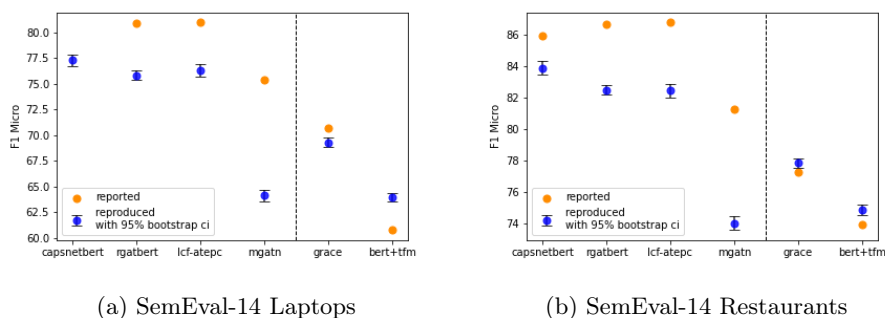 80.0
77.5
75.0
72.5
70.0
67.5
65.0
62.5
60.0
F1 Micro
reported
reproduced
with 95% bootstrap ci
capsnetbert rgatbert lcf-atepc mgatn grace bert+tfm
(a) SemEval-14 Laptops
86
84
82
80
78
76
74
F1 Micro
reported
reproduced
with 95% bootstrap ci
capsnetbert rgatbert lcf-atepc mgatn grace bert+tfm
(b) SemEval-14 Restaurants